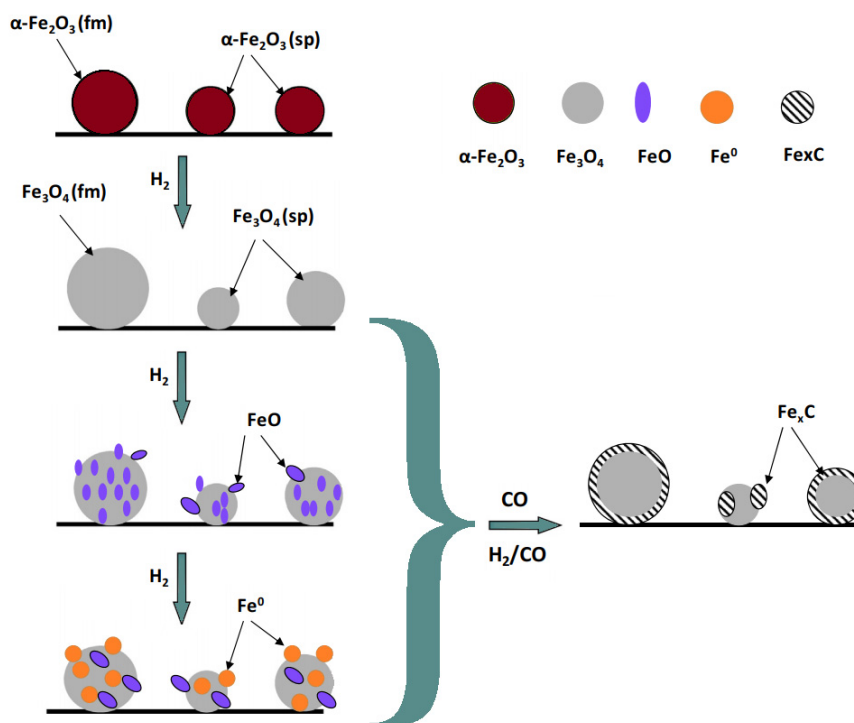 α-Fe₂O₃(fm)
α-Fe₂O₃(sp)
H₂
Fe₃O₄(fm)
Fe₃O₄(sp)
H₂
FeO
H₂
Fe⁰
α-Fe₂O₃
Fe₃O₄
FeO
Fe⁰
FexC
CO
H₂/CO
FeₓC